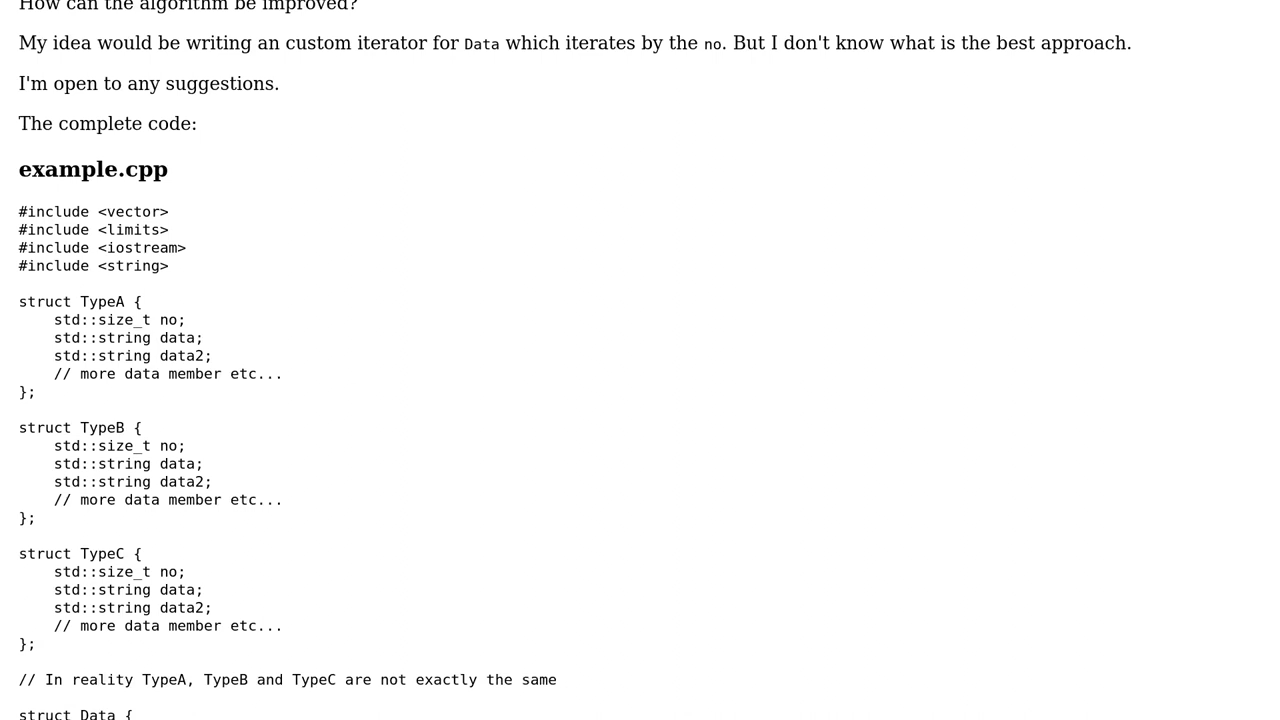 How can the algorithm be improved?
My idea would be writing an custom iterator for Data which iterates by the no. But I don't know what is the best approach.
I'm open to any suggestions.
The complete code:
example.cpp
#include <vector>
#include <limits>
#include <iostream>
#include <string>
struct TypeA {
    std::size_t no;
    std::string data;
    std::string data2;
    // more data member etc...
};
struct TypeB {
    std::size_t no;
    std::string data;
    std::string data2;
    // more data member etc...
};
struct TypeC {
    std::size_t no;
    std::string data;
    std::string data2;
    // more data member etc...
};
// In reality TypeA, TypeB and TypeC are not exactly the same
struct Data {